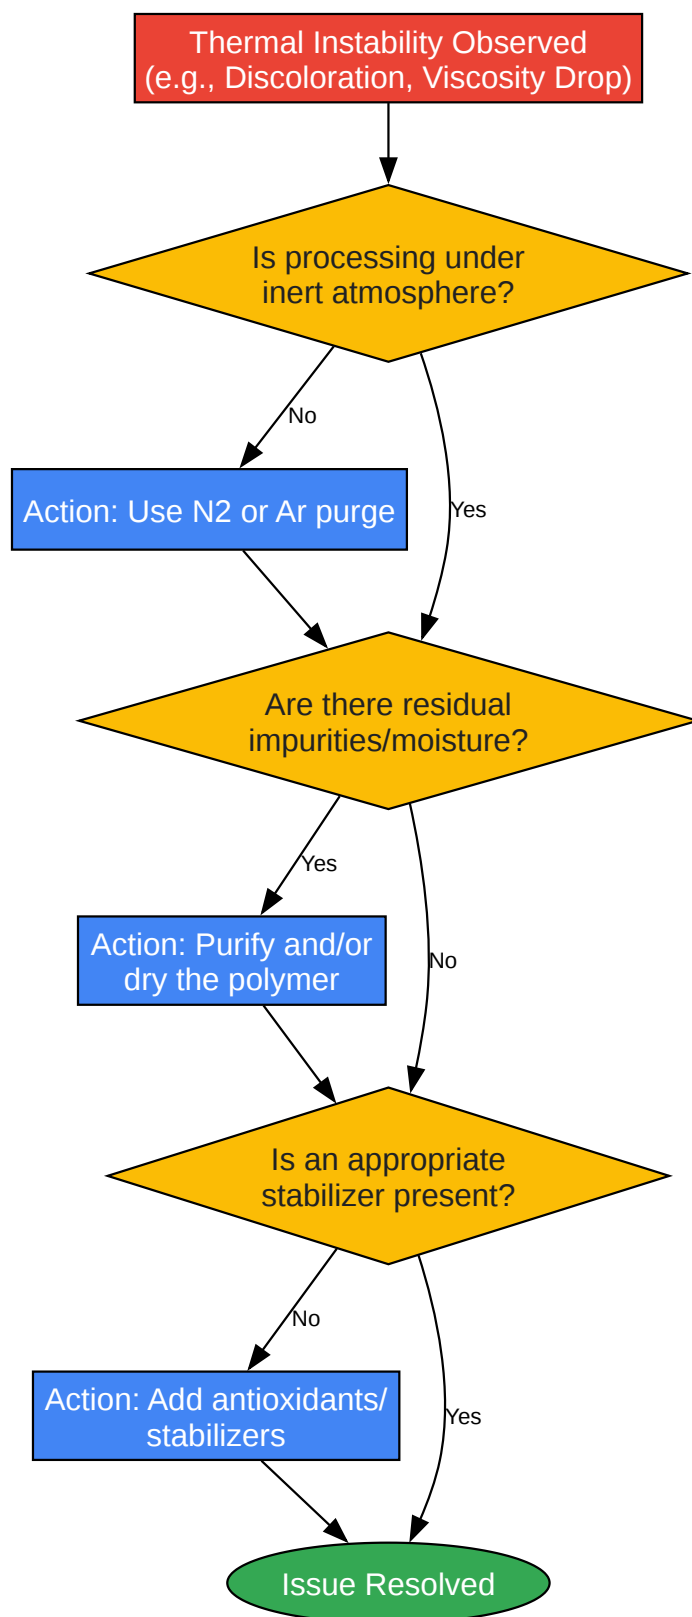 Thermal Instability Observed
(e.g., Discoloration, Viscosity Drop)
Is processing under
inert atmosphere?
No
Action: Use N2 or Ar purge
Yes
Are there residual
impurities/moisture?
Yes
Action: Purify and/or
dry the polymer
No
Is an appropriate
stabilizer present?
No
Action: Add antioxidants/
stabilizers
Yes
Issue Resolved